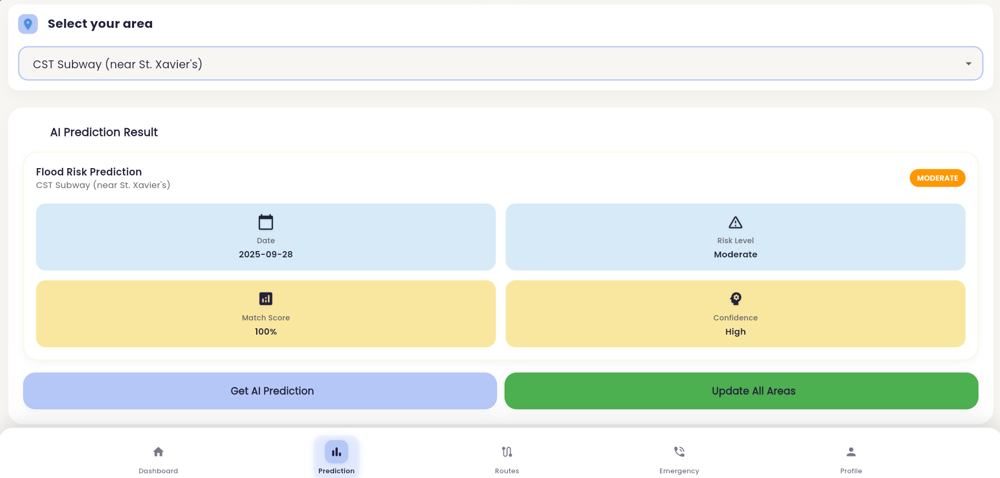 Select your area
CST Subway (near St. Xavier's)
AI Prediction Result
Flood Risk Prediction
CST Subway (near St. Xavier's)
MODERATE
Date
2025-09-28
Risk Level
Moderate
Match Score
100%
Confidence
High
Get AI Prediction
Update All Areas
Dashboard
Prediction
Routes
Emergency
Profile